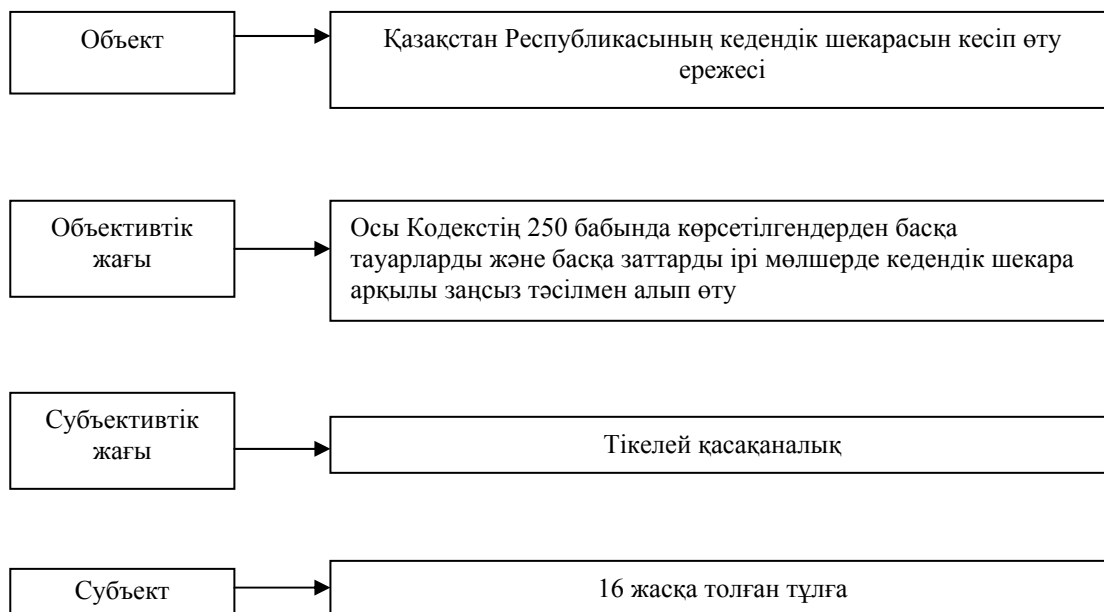 Объект
Қазақстан Республикасының кедендік шекарасын кесіп өту
ережесі
Объективтік
жағы
Осы Кодекстің 250 бабында көрсетілгендерден басқа
тауарларды және басқа заттарды ірі мөлшерде кедендік шекара
арқылы заңсыз тәсілмен алып өту
Субъективтік
жағы
Тікелей қасақаналық
Субъект
16 жасқа толған тұлға